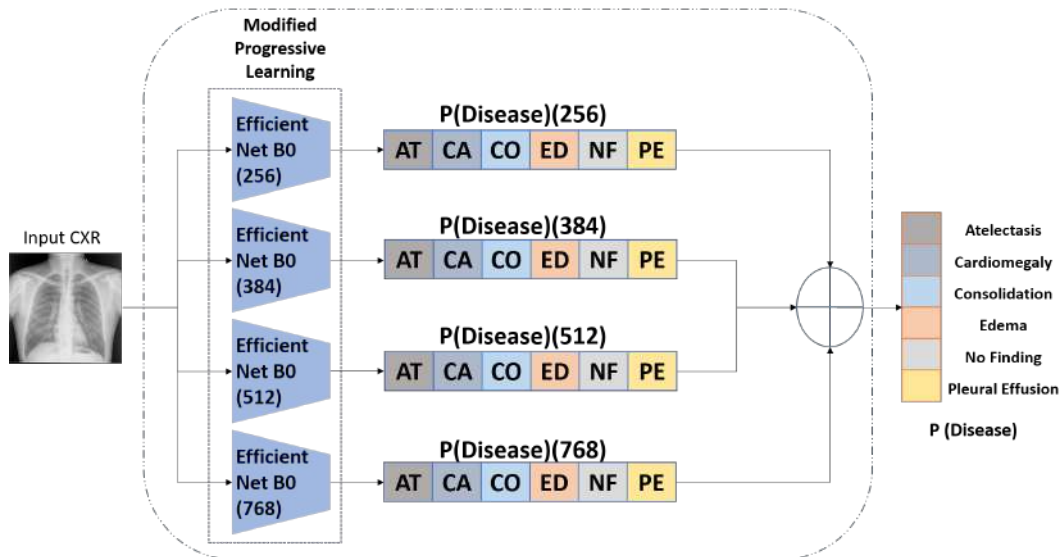 Modified
Progressive
Learning
Input CXR
Efficient
Net B0
(256)
P(Disease)(256)
AT CA CO ED NF PE
Efficient
Net B0
(384)
P(Disease)(384)
AT CA CO ED NF PE
Efficient
Net B0
(512)
P(Disease)(512)
AT CA CO ED NF PE
Efficient
Net B0
(768)
P(Disease)(768)
AT CA CO ED NF PE
Atelectasis
Cardiomegaly
Consolidation
Edema
No Finding
Pleural Effusion
P (Disease)